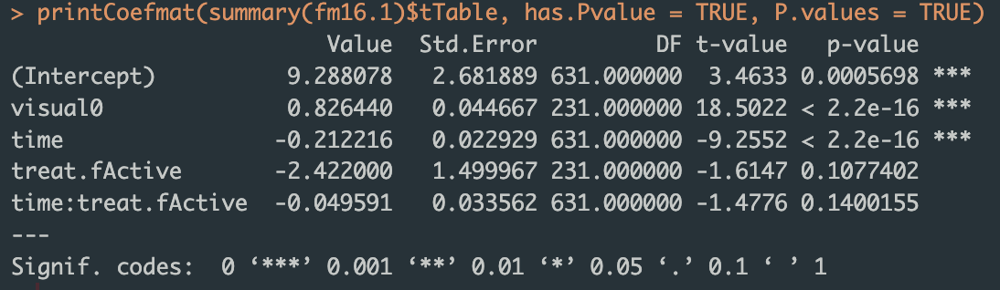 > printCoefmat(summary(fm16.1)$tTable, has.Pvalue = TRUE, P.values = TRUE)
                       Value  Std.Error         DF t-value   p-value
(Intercept)         9.288078   2.681889 631.000000  3.4633 0.0005698 ***
visual0             0.826440   0.044667 231.000000 18.5022 < 2.2e-16 ***
time               -0.212216   0.022929 631.000000 -9.2552 < 2.2e-16 ***
treat.fActive      -2.422000   1.499967 231.000000 -1.6147 0.1077402
time:treat.fActive -0.049591   0.033562 631.000000 -1.4776 0.1400155
---
Signif. codes:  0 ‘***’ 0.001 ‘**’ 0.01 ‘*’ 0.05 ‘.’ 0.1 ‘ ’ 1